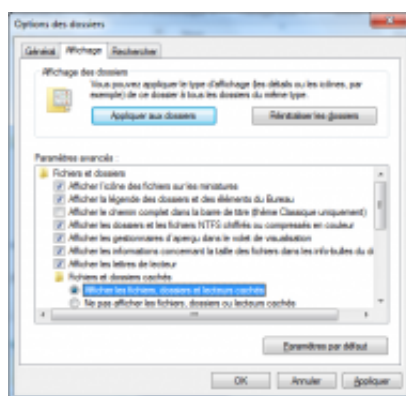 Options des dossiers
Général Affichage Rechercher
Affichage des dossiers
Vous pouvez appliquer le type d'affichage (les détails ou les icônes, par
exemple) de ce dossier à tous les dossiers du même type.
Appliquer aux dossiers Réinitialiser les dossiers
Paramètres avancés :
Fichiers et dossiers
Afficher l'icône des fichiers sur les miniatures
Afficher la légende des dossiers et des éléments du Bureau
Afficher le chemin complet dans la barre de titre (thème Classique uniquement)
Afficher les dossiers et les fichiers NTFS chiffrés ou compressés en couleur
Afficher les gestionnaires d'aperçu dans le volet de visualisation
Afficher les informations concernant la taille des fichiers dans les info-bulles du di
Afficher les lettres de lecteur
Fichiers et dossiers cachés
Afficher les fichiers, dossiers et lecteurs cachés
Ne pas afficher les fichiers, dossiers ou lecteurs cachés
Paramètres par défaut
OK Annuler Appliquer